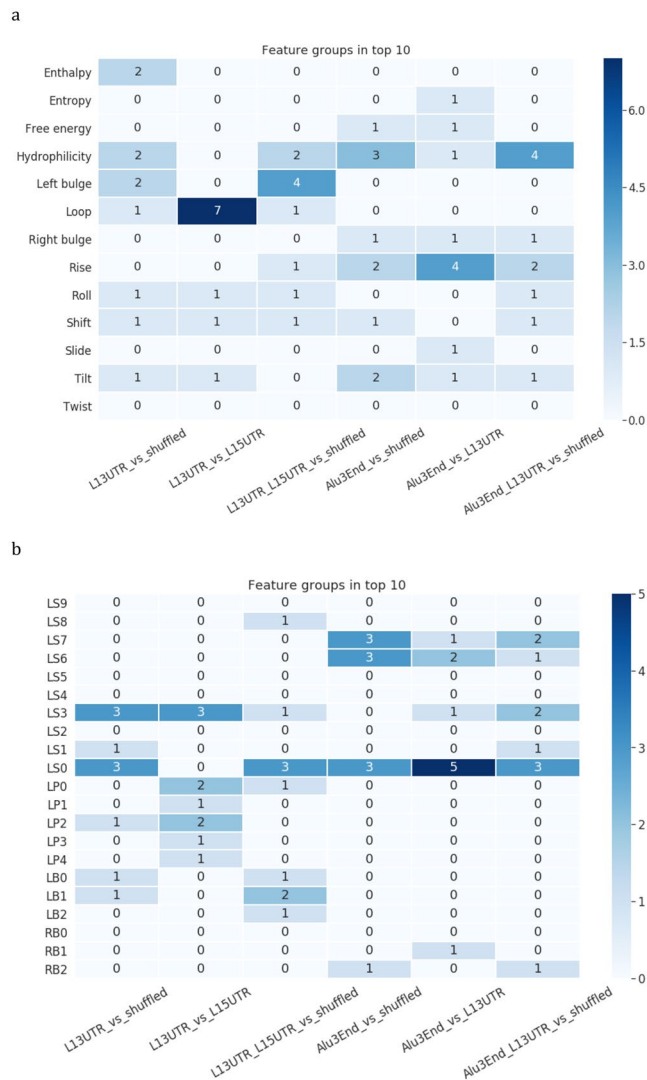 a
Feature groups in top 10
Enthalpy 2 0 0 0 0 0
Entropy 0 0 0 0 1 0
Free energy 0 0 0 1 1 0
Hydrophilicity 2 0 2 3 1 4
Left bulge 2 0 4 0 0 0
Loop 1 7 1 0 0 0
Right bulge 0 0 0 1 1 1
Rise 0 0 1 2 4 2
Roll 1 1 1 0 0 1
Shift 1 1 1 1 0 1
Slide 0 0 0 0 1 0
Tilt 1 1 0 2 1 1
Twist 0 0 0 0 0 0
6.0
4.5
3.0
1.5
0.0
L13UTR_vs_shuffled
L13UTR_vs_L15UTR
L13UTR_L15UTR_vs_shuffled
Alu3End_vs_shuffled
Alu3End_vs_L13UTR
Alu3End_L13UTR_vs_shuffled
b
Feature groups in top 10
LS9 0 0 0 0 0 0
LS8 0 0 1 0 0 0
LS7 0 0 0 3 1 2
LS6 0 0 0 3 2 1
LS5 0 0 0 0 0 0
LS4 0 0 0 0 0 0
LS3 3 3 1 0 1 2
LS2 0 0 0 0 0 0
LS1 1 0 0 0 0 1
LS0 3 0 3 3 5 3
LP0 0 2 1 0 0 0
LP1 0 1 0 0 0 0
LP2 1 2 0 0 0 0
LP3 0 1 0 0 0 0
LP4 0 1 0 0 0 0
LB0 1 0 1 0 0 0
LB1 1 0 2 0 0 0
LB2 0 0 1 0 0 0
RB0 0 0 0 0 0 0
RB1 0 0 0 0 1 0
RB2 0 0 0 1 0 1
5
4
3
2
1
0
L13UTR_vs_shuffled
L13UTR_vs_L15UTR
L13UTR_L15UTR_vs_shuffled
Alu3End_vs_shuffled
Alu3End_vs_L13UTR
Alu3End_L13UTR_vs_shuffled